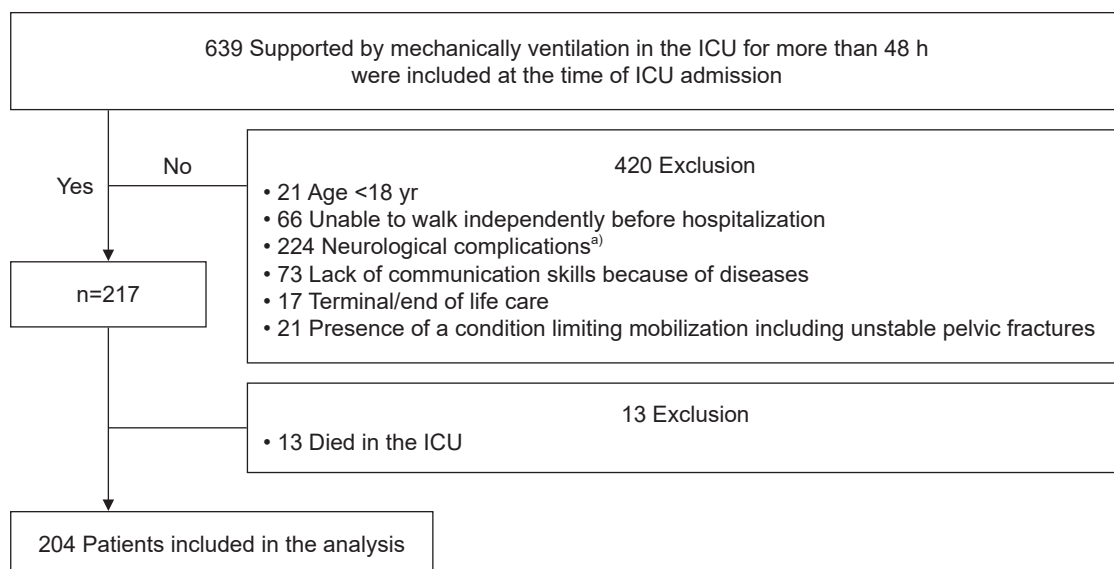 639 Supported by mechanically ventilation in the ICU for more than 48 h
were included at the time of ICU admission
Yes
No
420 Exclusion
• 21 Age <18 yr
• 66 Unable to walk independently before hospitalization
• 224 Neurological complications^a)
• 73 Lack of communication skills because of diseases
• 17 Terminal/end of life care
• 21 Presence of a condition limiting mobilization including unstable pelvic fractures
n=217
13 Exclusion
• 13 Died in the ICU
204 Patients included in the analysis